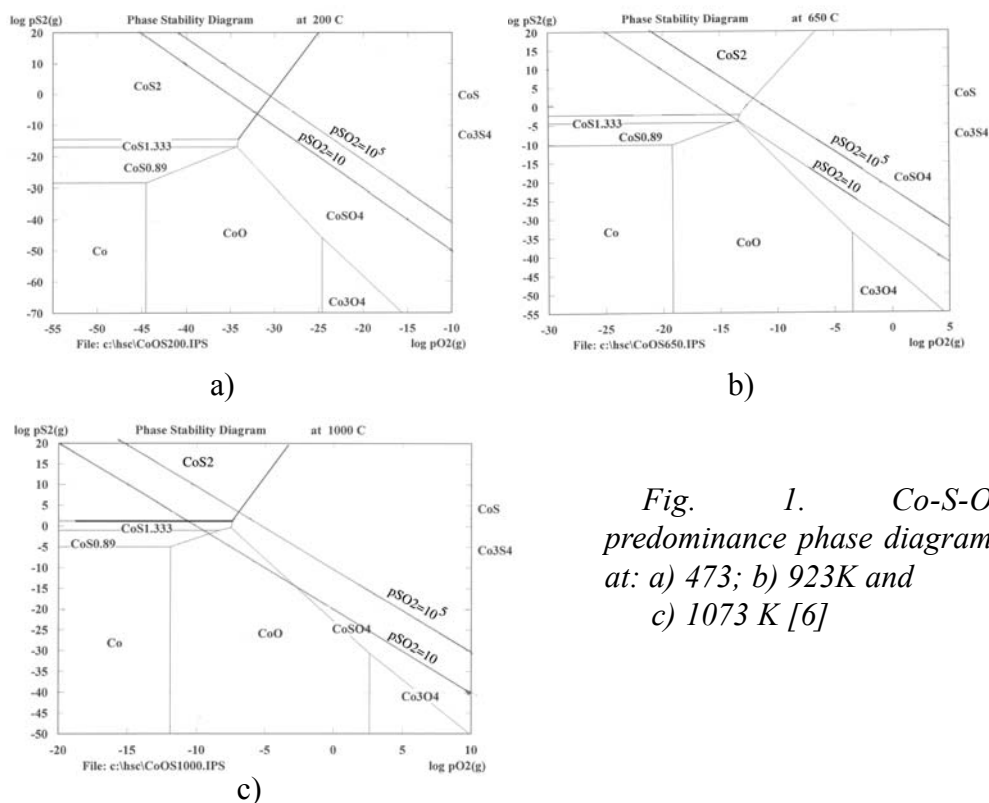 log pS2(g) Phase Stability Diagram at 200 C
20
10
0
-10
-20
-30
-40
-50
-60
-70
CoS2
CoS1.333
CoS0.89
Co
CoO
CoSO4
Co3O4
pSO2=10^5
pSO2=10
CoS
Co3S4
-55 -50 -45 -40 -35 -30 -25 -20 -15 -10
File: c:\hsc\CoOS200.IPS log pO2(g)
a)
log pS2(g) Phase Stability Diagram at 650 C
20
15
10
5
0
-5
-10
-15
-20
-25
-30
-35
-40
-45
-50
-55
CoS2
CoS1.333
CoS0.89
Co
CoO
CoSO4
Co3O4
pSO2=10^5
pSO2=10
CoS
Co3S4
-30 -25 -20 -15 -10 -5 0 5
File: c:\hsc\CoOS650.IPS log pO2(g)
b)
log pS2(g) Phase Stability Diagram at 1000 C
20
15
10
5
0
-5
-10
-15
-20
-25
-30
-35
-40
-45
-50
CoS2
CoS1.333
CoS0.89
Co
CoO
CoSO4
Co3O4
pSO2=10^5
pSO2=10
CoS
Co3S4
-20 -15 -10 -5 0 5 10
File: c:\hsc\CoOS1000.IPS log pO2(g)
c)
Fig. 1. Co-S-O
predominance phase diagram
at: a) 473; b) 923K and
c) 1073 K [6]